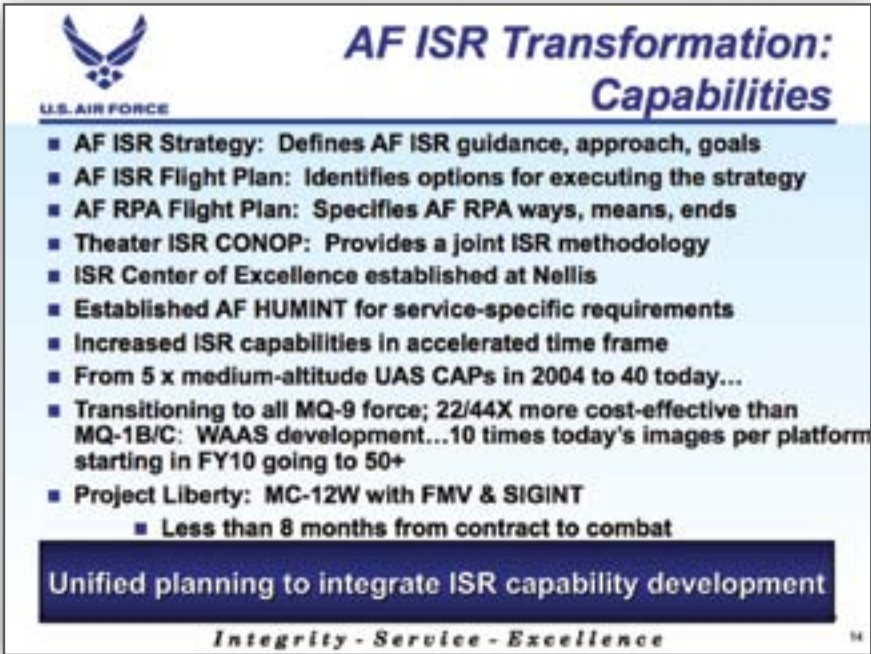 AF ISR Transformation:
Capabilities
U.S. AIR FORCE
■ AF ISR Strategy: Defines AF ISR guidance, approach, goals
■ AF ISR Flight Plan: Identifies options for executing the strategy
■ AF RPA Flight Plan: Specifies AF RPA ways, means, ends
■ Theater ISR CONOP: Provides a joint ISR methodology
■ ISR Center of Excellence established at Nellis
■ Established AF HUMINT for service-specific requirements
■ Increased ISR capabilities in accelerated time frame
■ From 5 x medium-altitude UAS CAPs in 2004 to 40 today…
■ Transitioning to all MQ-9 force; 22/44X more cost-effective than
MQ-1B/C: WAAS development…10 times today's images per platform
starting in FY10 going to 50+
■ Project Liberty: MC-12W with FMV & SIGINT
■ Less than 8 months from contract to combat
Unified planning to integrate ISR capability development
Integrity - Service - Excellence
14